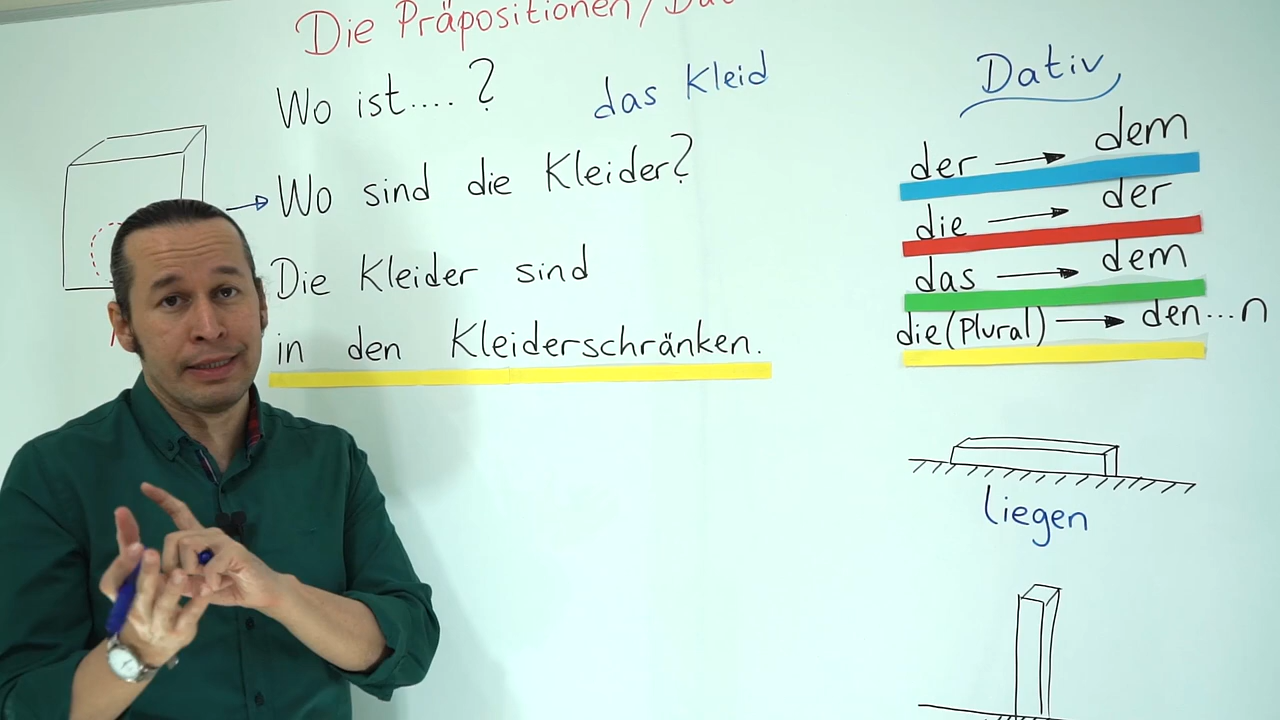 Die Präpositionen/Dat
Wo ist....?
das Kleid
Wo sind die Kleider?
Die Kleider sind
in den Kleiderschränken.
Dativ
der → dem
die → der
das → dem
die (Plural) → den...n
liegen